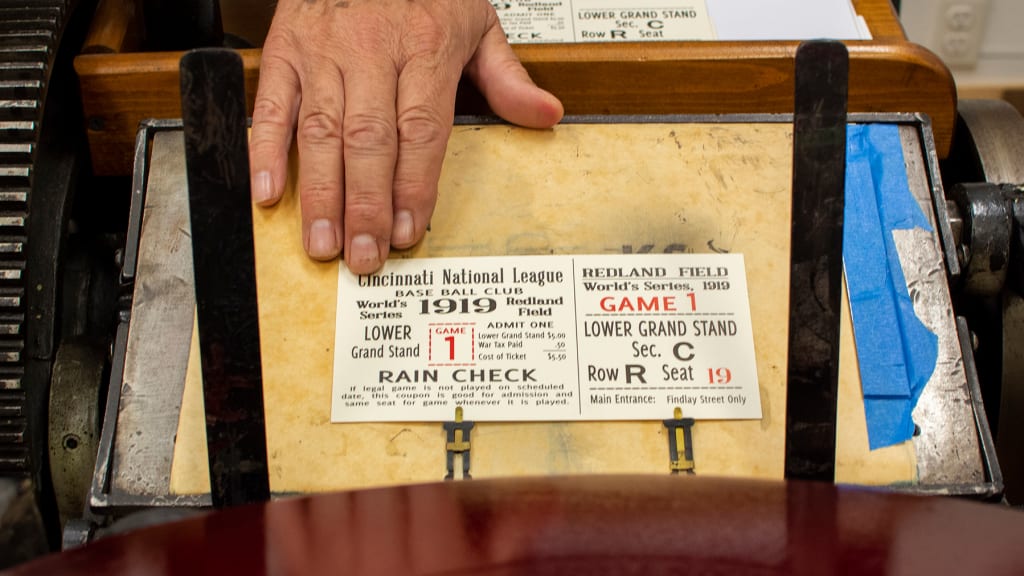 Redland
Field
LOWER GRAND STAND
Sec. C
Row R Seat
Cincinnati National League
BASE BALL CLUB
World's Series 1919 Redland Field
LOWER Grand Stand
GAME 1
ADMIT ONE
Lower Grand Stand $5.00
War Tax Paid .50
Cost of Ticket $5.50
RAIN CHECK
If legal game is not played on scheduled
date, this coupon is good for admission and
same seat for game whenever it is played.
REDLAND FIELD
World's Series, 1919
GAME 1
LOWER GRAND STAND
Sec. C
Row R Seat 19
Main Entrance: Findlay Street Only